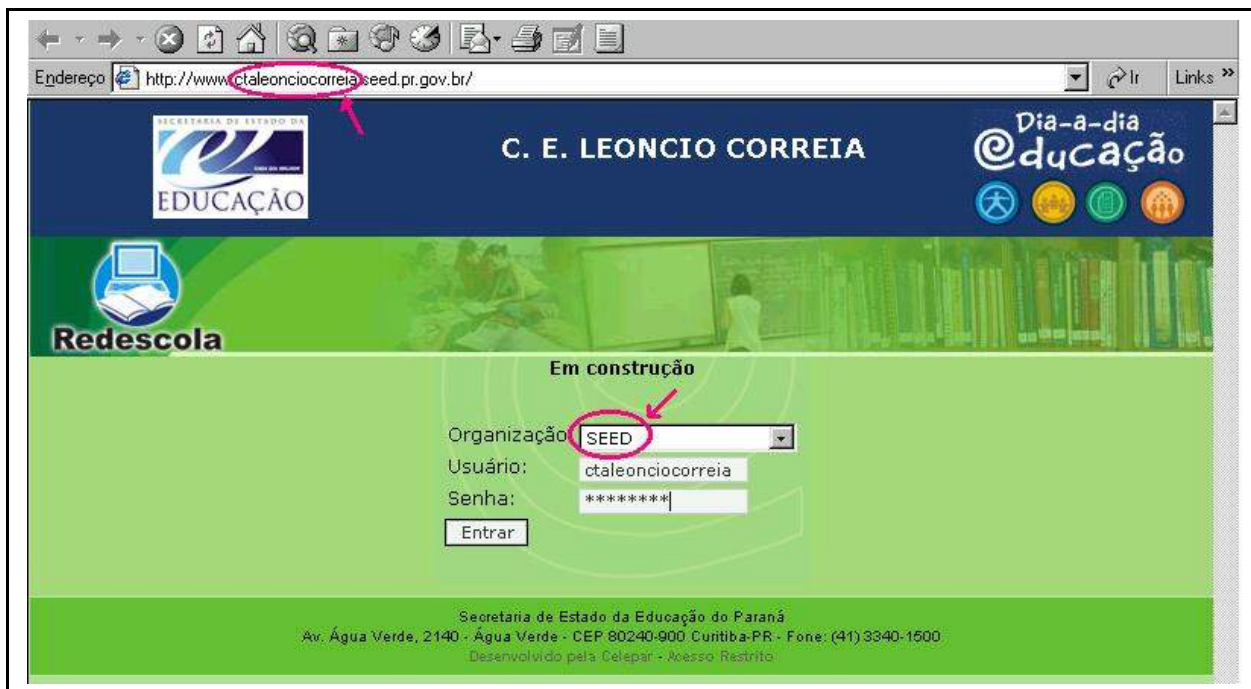 Endereço http://www.ctaleonciocorreia.seed.pr.gov.br/ Ir Links »
SECRETARIA DE ESTADO DA
EDUCAÇÃO
C. E. LEONCIO CORREIA
Dia-a-dia
educação
Redescola
Em construção
Organização SEED
Usuário: ctaleonciocorreia
Senha: ********
Entrar
Secretaria de Estado da Educação do Paraná
Av. Água Verde, 2140 - Água Verde - CEP 80240-900 Curitiba-PR - Fone: (41) 3340-1500
Desenvolvido pela Celepar - Acesso Restrito